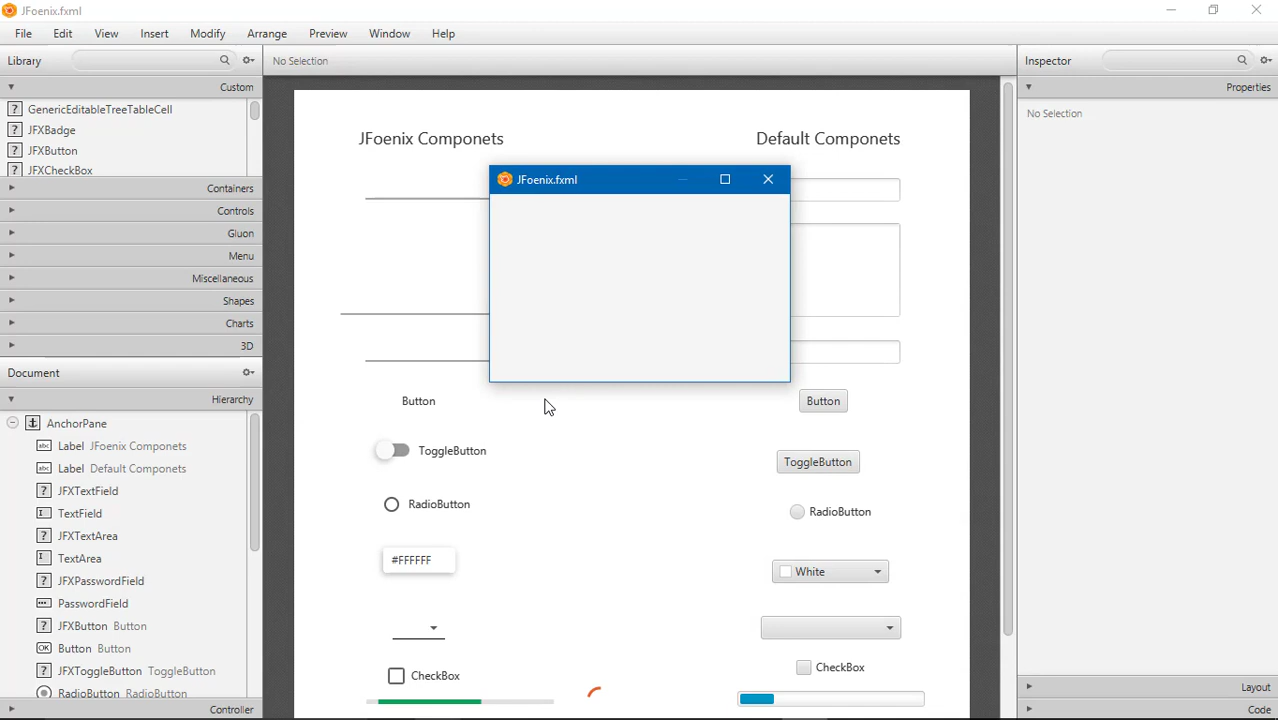 JFoenix.fxml
File Edit View Insert Modify Arrange Preview Window Help
Library
Custom
GenericEditableTreeTableCell
JFXBadge
JFXButton
JFXCheckBox
Containers
Controls
Gluon
Menu
Miscellaneous
Shapes
Charts
3D
Document
Hierarchy
AnchorPane
Label JFoenix Componets
Label Default Componets
JFXTextField
TextField
JFXTextArea
TextArea
JFXPasswordField
PasswordField
JFXButton Button
Button Button
JFXToggleButton ToggleButton
RadioButton RadioButton
Controller
No Selection
JFoenix Componets
Default Componets
JFoenix.fxml
Button
Button
ToggleButton
ToggleButton
RadioButton
RadioButton
#FFFFFF
White
CheckBox
CheckBox
Inspector
Properties
No Selection
Layout
Code